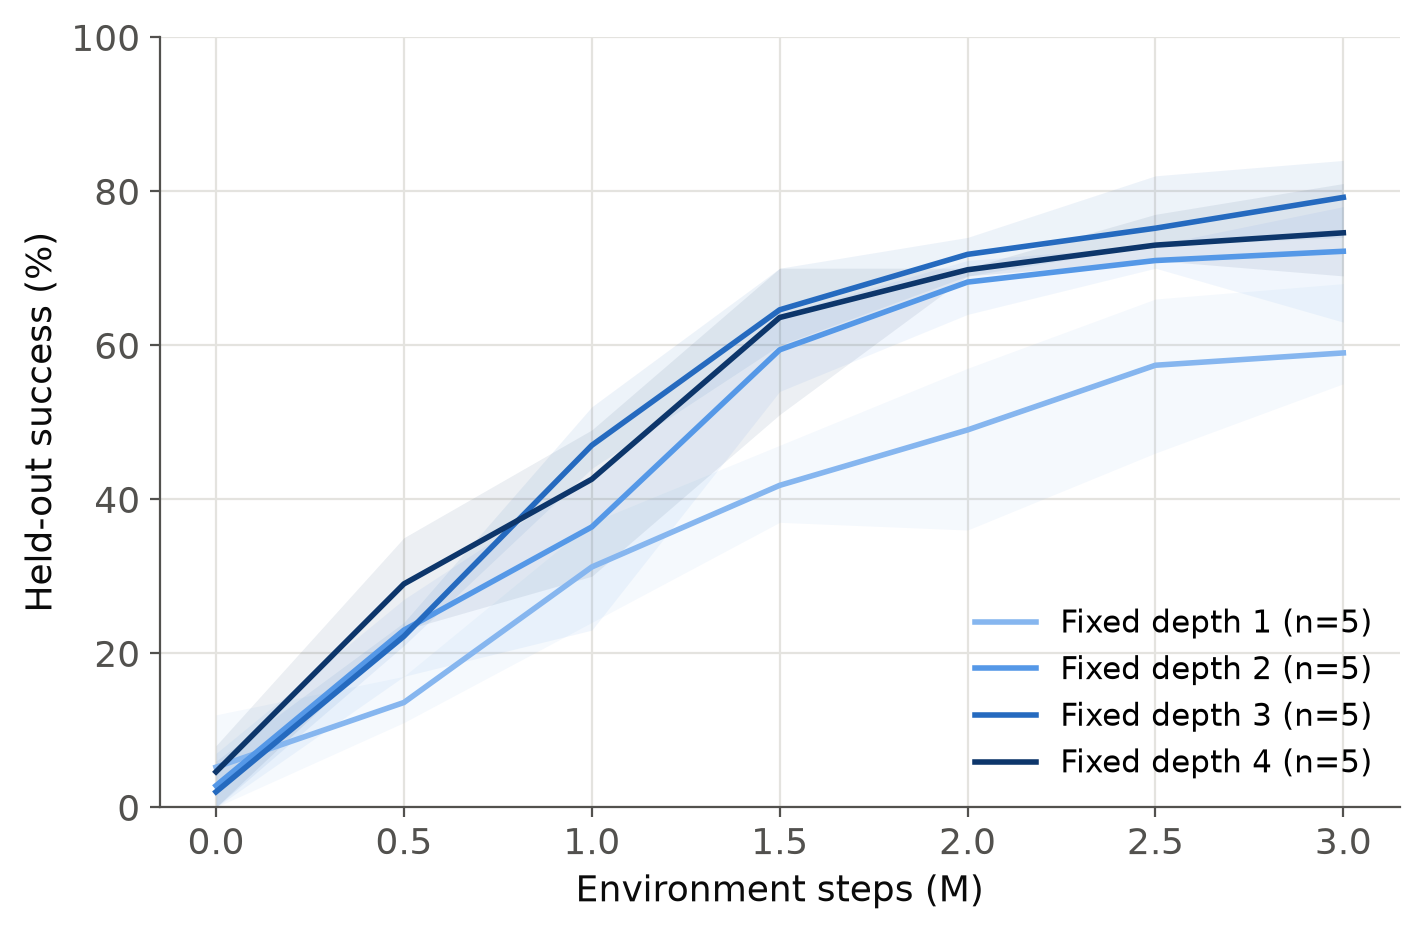 100
80
60
40
20
0
Held-out success (%)
Fixed depth 1 (n=5)
Fixed depth 2 (n=5)
Fixed depth 3 (n=5)
Fixed depth 4 (n=5)
0.0 0.5 1.0 1.5 2.0 2.5 3.0
Environment steps (M)